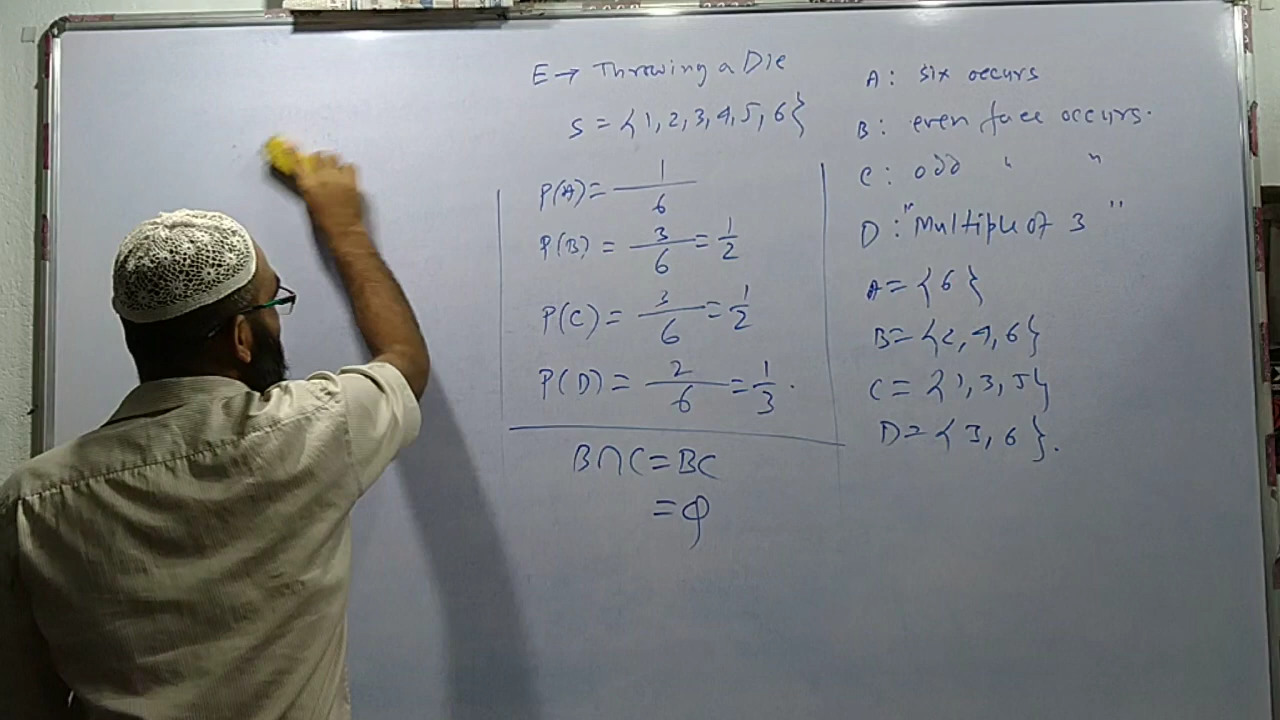 E → Throwing a Die
S = {1, 2, 3, 4, 5, 6}
P(A) = 1/6
P(B) = 3/6 = 1/2
P(C) = 3/6 = 1/2
P(D) = 2/6 = 1/3.
B∩C = BC
= φ
A: six occurs
B: even face occurs.
C: odd " "
D: "Multiple of 3"
A = {6}
B = {2, 4, 6}
C = {1, 3, 5}
D = {3, 6}.